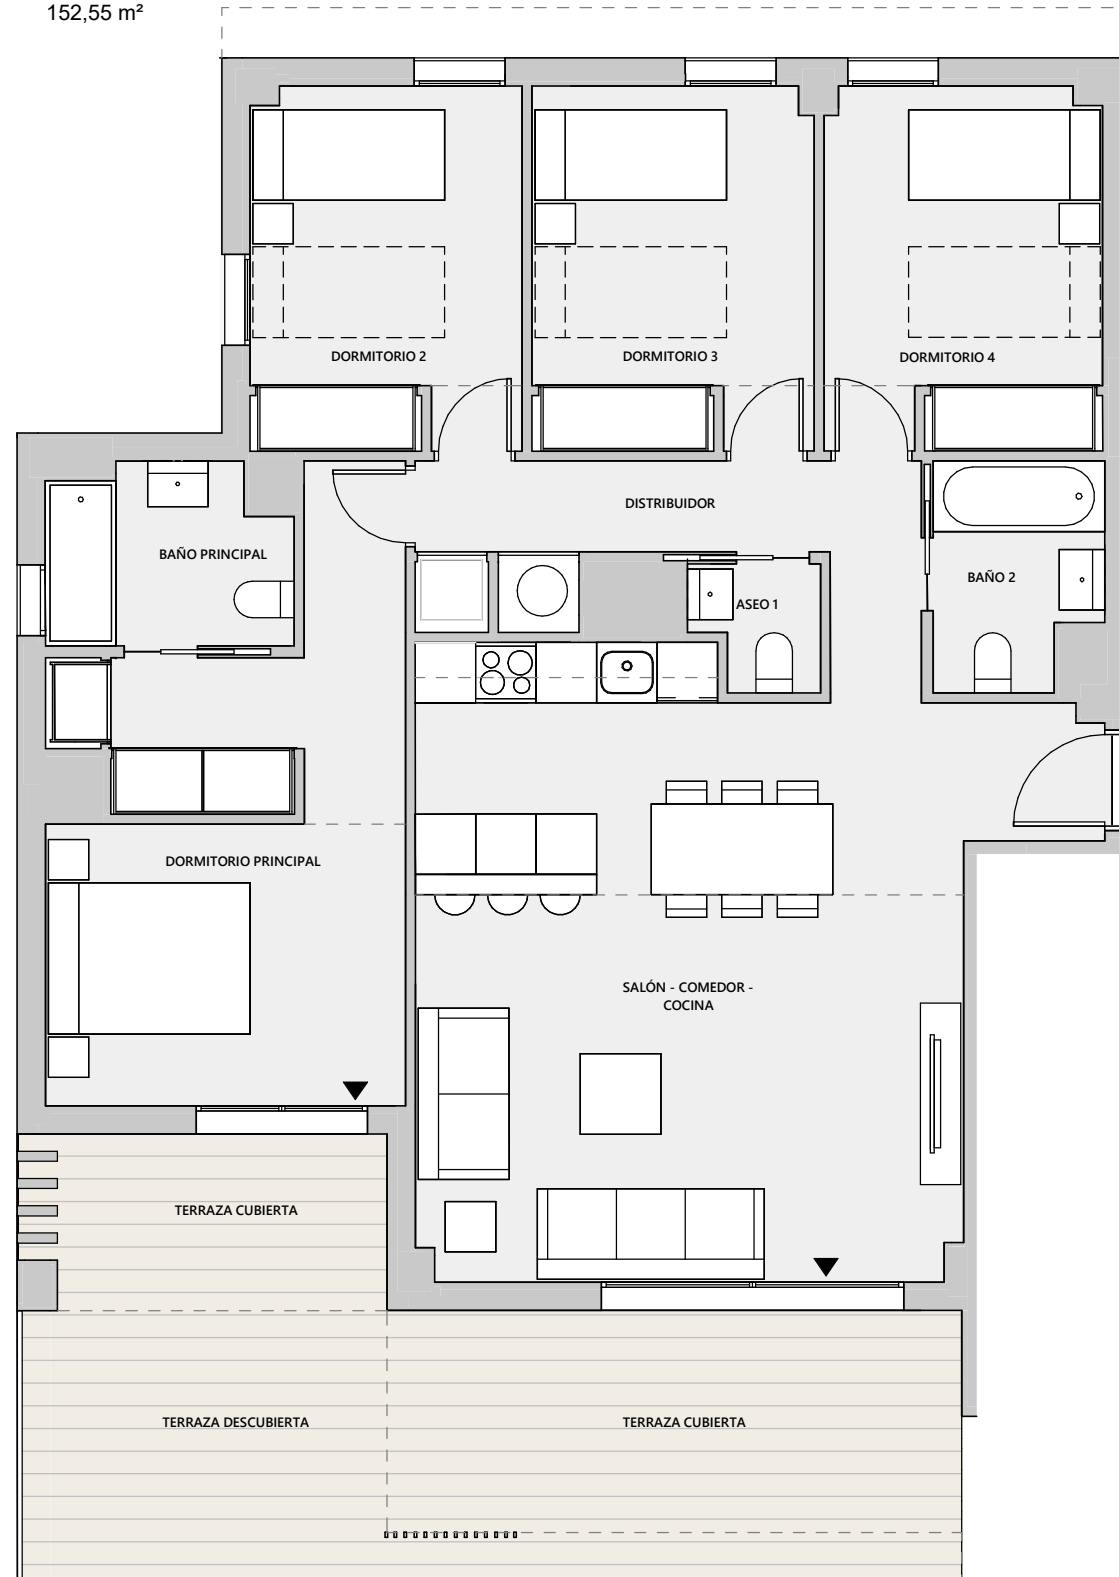 152,55 m²
DORMITORIO 2
DORMITORIO 3
DORMITORIO 4
DISTRIBUIDOR
BAÑO PRINCIPAL
BAÑO 2
ASEO 1
DORMITORIO PRINCIPAL
SALÓN - COMEDOR -
COCINA
TERRAZA CUBIERTA
TERRAZA DESCUBIERTA
TERRAZA CUBIERTA